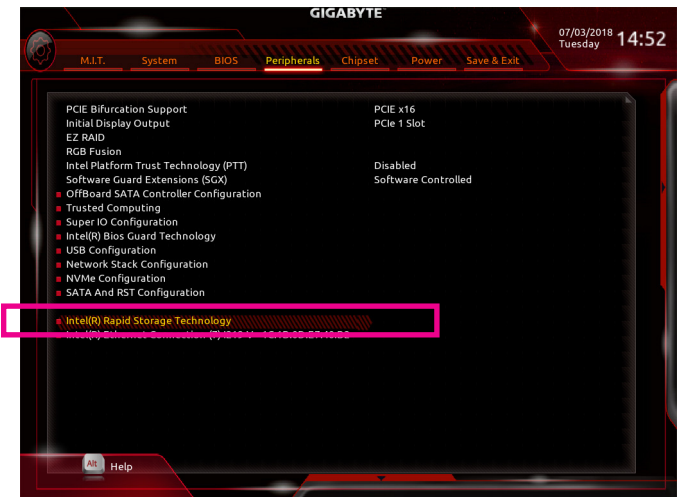 GIGABYTE
07/03/2018 14:52
Tuesday
M.I.T. System BIOS Peripherals Chipset Power Save & Exit
PCIE Bifurcation Support PCIE x16
Initial Display Output PCIe 1 Slot
EZ RAID
RGB Fusion
Intel Platform Trust Technology (PTT) Disabled
Software Guard Extensions (SGX) Software Controlled
OffBoard SATA Controller Configuration
Trusted Computing
Super IO Configuration
Intel(R) Bios Guard Technology
USB Configuration
Network Stack Configuration
NVMe Configuration
SATA And RST Configuration
Intel(R) Rapid Storage Technology
Intel(R) Ethernet Connection
Alt Help